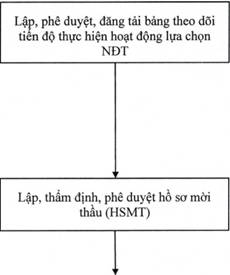 Lập, phê duyệt, đăng tải bảng theo dõi
tiến độ thực hiện hoạt động lựa chọn
NĐT
Lập, thẩm định, phê duyệt hồ sơ mời
thầu (HSMT)